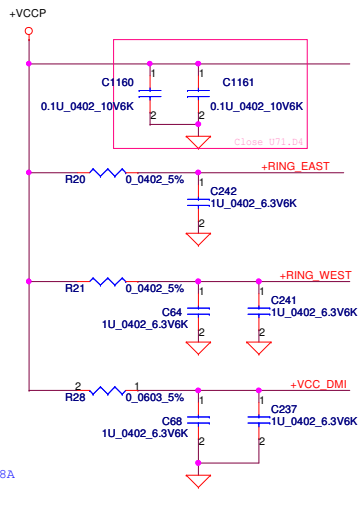 +VCCP
C1160 1 1 C1161
0.1U_0402_10V6K 0.1U_0402_10V6K
2 2
Close U71.D4
R20 0_0402_5% +RING_EAST
1 C242
1U_0402_6.3V6K
2
R21 0_0402_5% +RING_WEST
C64 1 1 C241
1U_0402_6.3V6K 1U_0402_6.3V6K
2 2
2 R28 1 0_0603_5% +VCC_DMI
C68 1 1 C237
1U_0402_6.3V6K 1U_0402_6.3V6K
2 2
8A